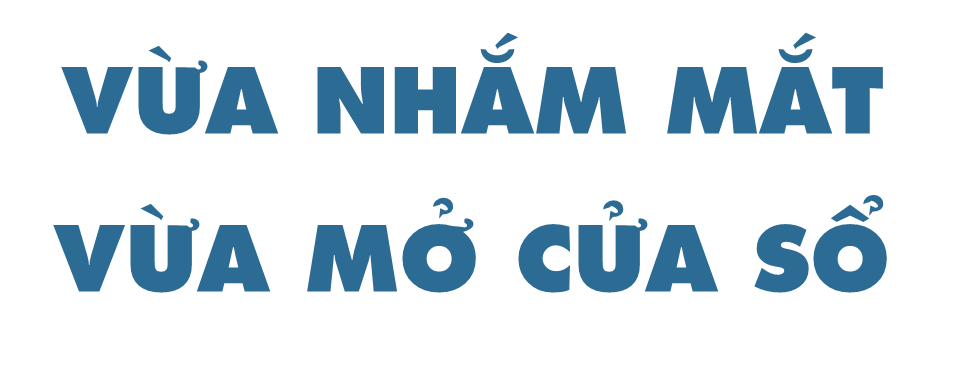 VỪA NHẮM MẮT
VỪA MỞ CỬA SỔ